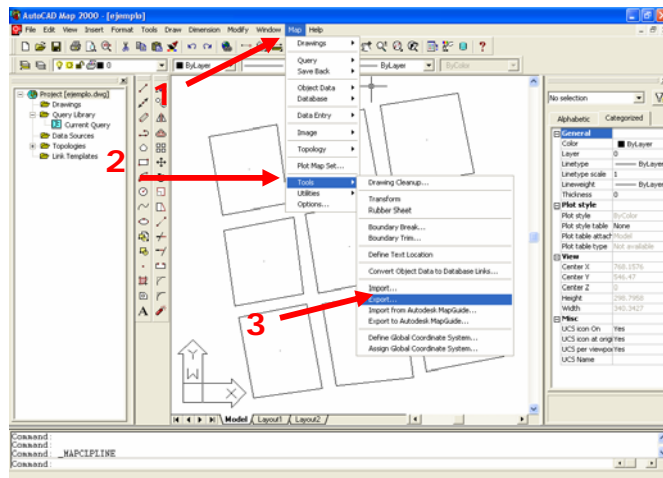 AutoCAD Map 2000 - [ejemplo]
File Edit View Insert Format Tools Draw Dimension Modify Window Map Help
0
ByLayer
ByLayer
ByColor
1
2
3
Project [ejemplo.dwg]
Drawings
Query Library
Current Query
Data Sources
Topologies
Link Templates
Drawings
Query
Save Back
Object Data
Database
Data Entry
Image
Topology
Plot Map Set...
Tools
Utilities
Options...
Drawing Cleanup...
Transform
Rubber Sheet
Boundary Break...
Boundary Trim...
Define Text Location
Convert Object Data to Database Links...
Import...
Export...
Import from Autodesk MapGuide...
Export to Autodesk MapGuide...
Define Global Coordinate System...
Assign Global Coordinate System...
No selection
Alphabetic Categorized
General
Color ByLayer
Layer 0
Linetype ByLayer
Linetype scale 1
Lineweight ByLayer
Thickness 0
Plot style
Plot style ByColor
Plot style table None
Plot table attach Model
Plot table type Not available
View
Center X 768.1576
Center Y 546.47
Center Z 0
Height 298.7958
Width 340.3427
Misc
UCS icon On Yes
UCS icon at origi Yes
UCS per viewpor Yes
UCS Name
Y
W
X
A
Model Layout1 Layout2
Command:
Command:
Command: _MAPCLPLINE
Command: